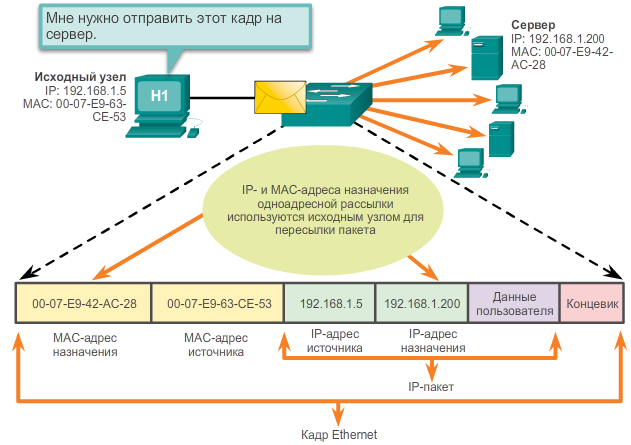 Мне нужно отправить этот кадр на
сервер.
Сервер
IP: 192.168.1.200
MAC: 00-07-E9-42-
AC-28
Исходный узел
IP: 192.168.1.5
MAC: 00-07-E9-63-
CE-53
H1
IP- и MAC-адреса назначения
одноадресной рассылки
используются исходным узлом для
пересылки пакета
00-07-E9-42-AC-28
00-07-E9-63-CE-53
192.168.1.5
192.168.1.200
Данные
пользователя
Концевик
MAC-адрес
назначения
MAC-адрес
источника
IP-адрес
источника
IP-адрес
назначения
IP-пакет
Кадр Ethernet